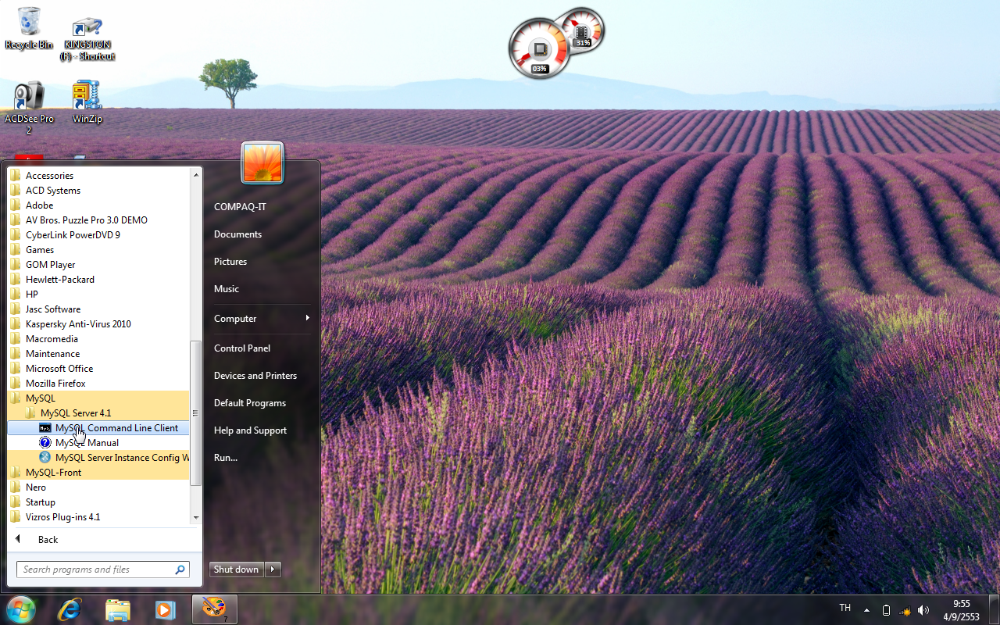 Recycle Bin
KINGSTON
(F) - Shortcut
ACDSee Pro
2
WinZip
03%
31%
Accessories
ACD Systems
Adobe
AV Bros. Puzzle Pro 3.0 DEMO
CyberLink PowerDVD 9
Games
GOM Player
Hewlett-Packard
HP
Jasc Software
Kaspersky Anti-Virus 2010
Macromedia
Maintenance
Microsoft Office
Mozilla Firefox
MySQL
MySQL Server 4.1
MySQL Command Line Client
MySQL Manual
MySQL Server Instance Config W
MySQL-Front
Nero
Startup
Vizros Plug-ins 4.1
Back
Search programs and files
COMPAQ-IT
Documents
Pictures
Music
Computer
Control Panel
Devices and Printers
Default Programs
Help and Support
Run...
Shut down
7
TH
9:55
4/9/2553